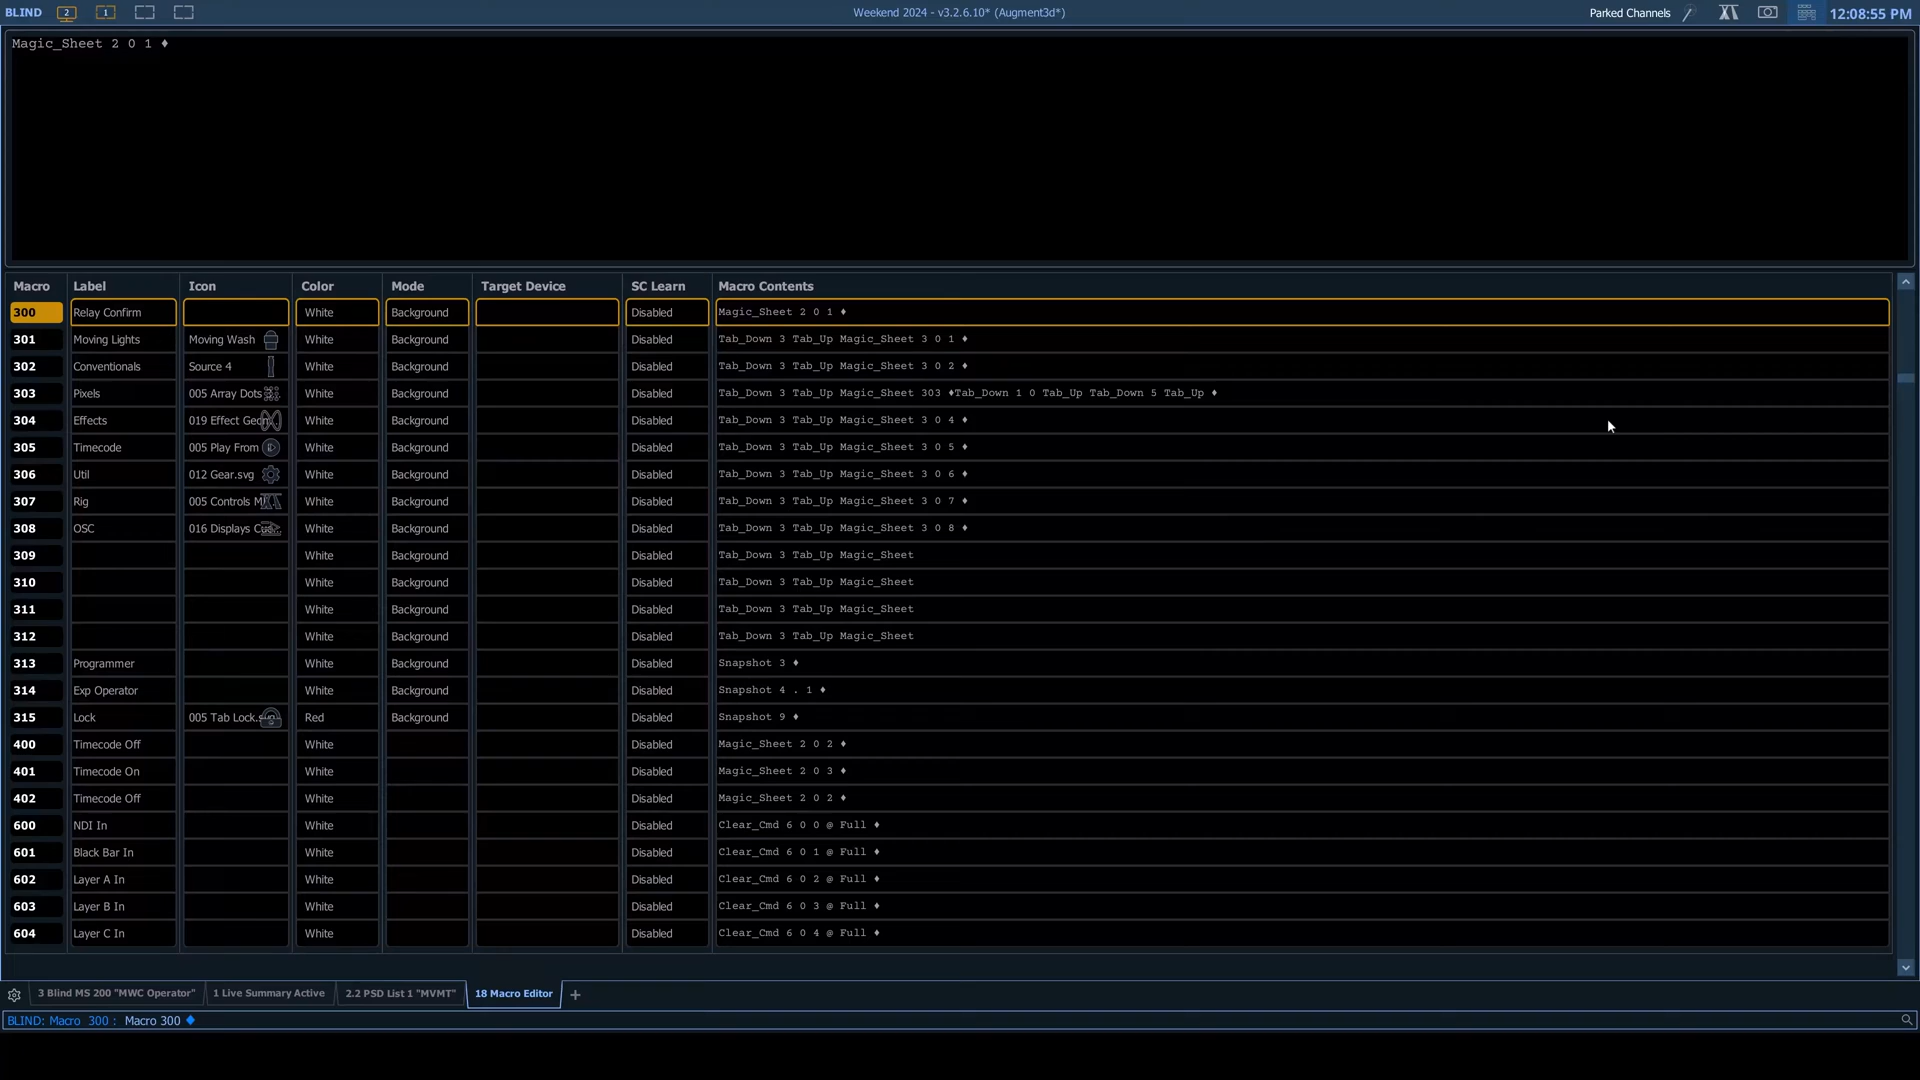 BLIND 2 1 Weekend 2024 - v3.2.6.10* (Augment3d*) Parked Channels 12:08:55 PM
Magic_Sheet 2 0 1 ♦
Macro Label Icon Color Mode Target Device SC Learn Macro Contents
300 Relay Confirm White Background Disabled Magic_Sheet 2 0 1 ♦
301 Moving Lights Moving Wash White Background Disabled Tab_Down 3 Tab_Up Magic_Sheet 3 0 1 ♦
302 Conventionals Source 4 White Background Disabled Tab_Down 3 Tab_Up Magic_Sheet 3 0 2 ♦
303 Pixels 005 Array Dots White Background Disabled Tab_Down 3 Tab_Up Magic_Sheet 303 ♦Tab_Down 1 0 Tab_Up Tab_Down 5 Tab_Up ♦
304 Effects 019 Effect White Background Disabled Tab_Down 3 Tab_Up Magic_Sheet 3 0 4 ♦
305 Timecode 005 Play From White Background Disabled Tab_Down 3 Tab_Up Magic_Sheet 3 0 5 ♦
306 Util 012 Gear.svg White Background Disabled Tab_Down 3 Tab_Up Magic_Sheet 3 0 6 ♦
307 Rig 005 Controls White Background Disabled Tab_Down 3 Tab_Up Magic_Sheet 3 0 7 ♦
308 OSC 016 Displays White Background Disabled Tab_Down 3 Tab_Up Magic_Sheet 3 0 8 ♦
309 White Background Disabled Tab_Down 3 Tab_Up Magic_Sheet
310 White Background Disabled Tab_Down 3 Tab_Up Magic_Sheet
311 White Background Disabled Tab_Down 3 Tab_Up Magic_Sheet
312 White Background Disabled Tab_Down 3 Tab_Up Magic_Sheet
313 Programmer White Background Disabled Snapshot 3 ♦
314 Exp Operator White Background Disabled Snapshot 4 . 1 ♦
315 Lock 005 Tab Lock. Red Background Disabled Snapshot 9 ♦
400 Timecode Off White Disabled Magic_Sheet 2 0 2 ♦
401 Timecode On White Disabled Magic_Sheet 2 0 3 ♦
402 Timecode Off White Disabled Magic_Sheet 2 0 2 ♦
600 NDI In White Disabled Clear_Cmd 6 0 0 @ Full ♦
601 Black Bar In White Disabled Clear_Cmd 6 0 1 @ Full ♦
602 Layer A In White Disabled Clear_Cmd 6 0 2 @ Full ♦
603 Layer B In White Disabled Clear_Cmd 6 0 3 @ Full ♦
604 Layer C In White Disabled Clear_Cmd 6 0 4 @ Full ♦
3 Blind MS 200 "MWC Operator" 1 Live Summary Active 2.2 PSD List 1 "MVMT" 18 Macro Editor +
BLIND: Macro 300 : Macro 300 ♦